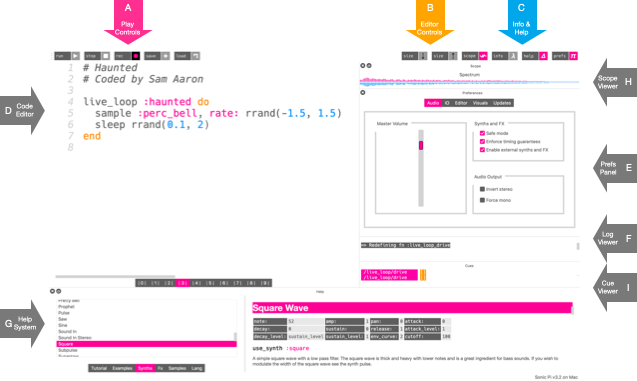 A
Play
Controls
B
Editor
Controls
C
Info &
Help
run
stop
rec
save
load
size
size
scope
info
help
prefs
1 # Haunted
2 # Coded by Sam Aaron
3
4 live_loop :haunted do
5 sample :perc_bell, rate: rrand(-1.5, 1.5)
6 sleep rrand(0.1, 2)
7 end
8
D Code
Editor
Scope
Spectrum
Scope
Viewer H
Preferences
Audio IO Editor Visuals Updates
Master Volume
Synths and FX
Safe mode
Enforce timing guarantees
Enable external synths and FX
Audio Output
Invert stereo
Force mono
Prefs
Panel E
=> Redefining fn :live_loop_drive
Log
Viewer F
Cues
/live_loop/drive
/live_loop/drive
Cue
Viewer I
|0| |1| |2| |3| |4| |5| |6| |7| |8| |9|
Help
G Help
System
Prophet
Pulse
Saw
Sine
Sound In
Sound In Stereo
Square
Subpulse
Tutorial Examples Synths Fx Samples Lang
Square Wave
note: 52 amp: 1 pan: 0 attack: 0
decay: 0 sustain: 0 release: 1 attack_level: 1
decay_level: sustain_level sustain_level: 1 env_curve: 2 cutoff: 100
use_synth :square
A simple square wave with a low pass filter. The square wave is thick and heavy with lower notes and is a great ingredient for bass sounds. If you wish to
modulate the width of the square wave see the synth pulse.
Sonic Pi v3.2 on Mac